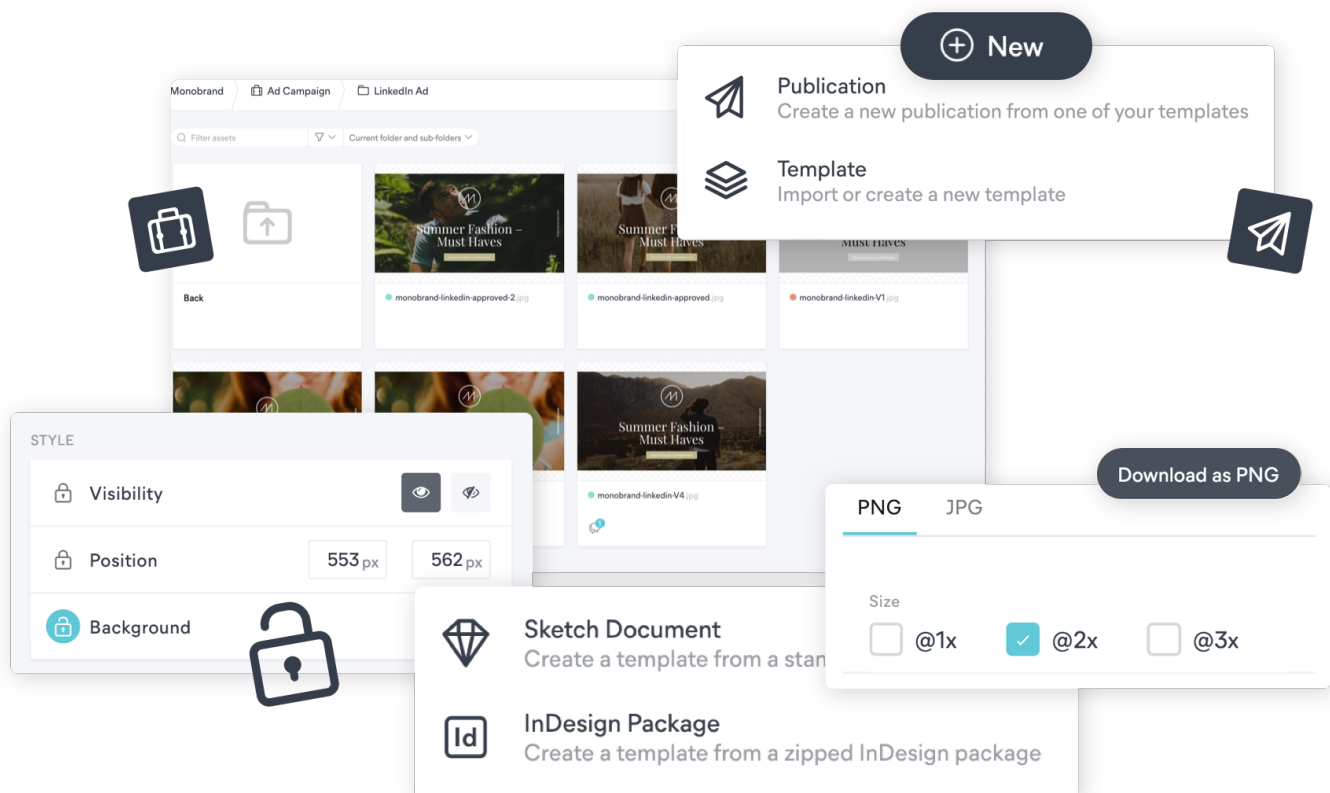 New
Publication
Create a new publication from one of your templates
Template
Import or create a new template
Monobrand
Ad Campaign
LinkedIn Ad
Filter assets
Current folder and sub-folders
Back
Summer Fashion –
Must Haves
monobrand-linkedin-approved-2.jpg
Summer F
Must Haves
monobrand-linkedin-approved.jpg
Must Haves
monobrand-linkedin-V1.jpg
Summer Fashion –
Must Haves
monobrand-linkedin-V4.jpg
1
STYLE
Visibility
Position
553 px
562 px
Background
Sketch Document
Create a template from a stan
Id
InDesign Package
Create a template from a zipped InDesign package
Download as PNG
PNG
JPG
Size
@1x
@2x
@3x